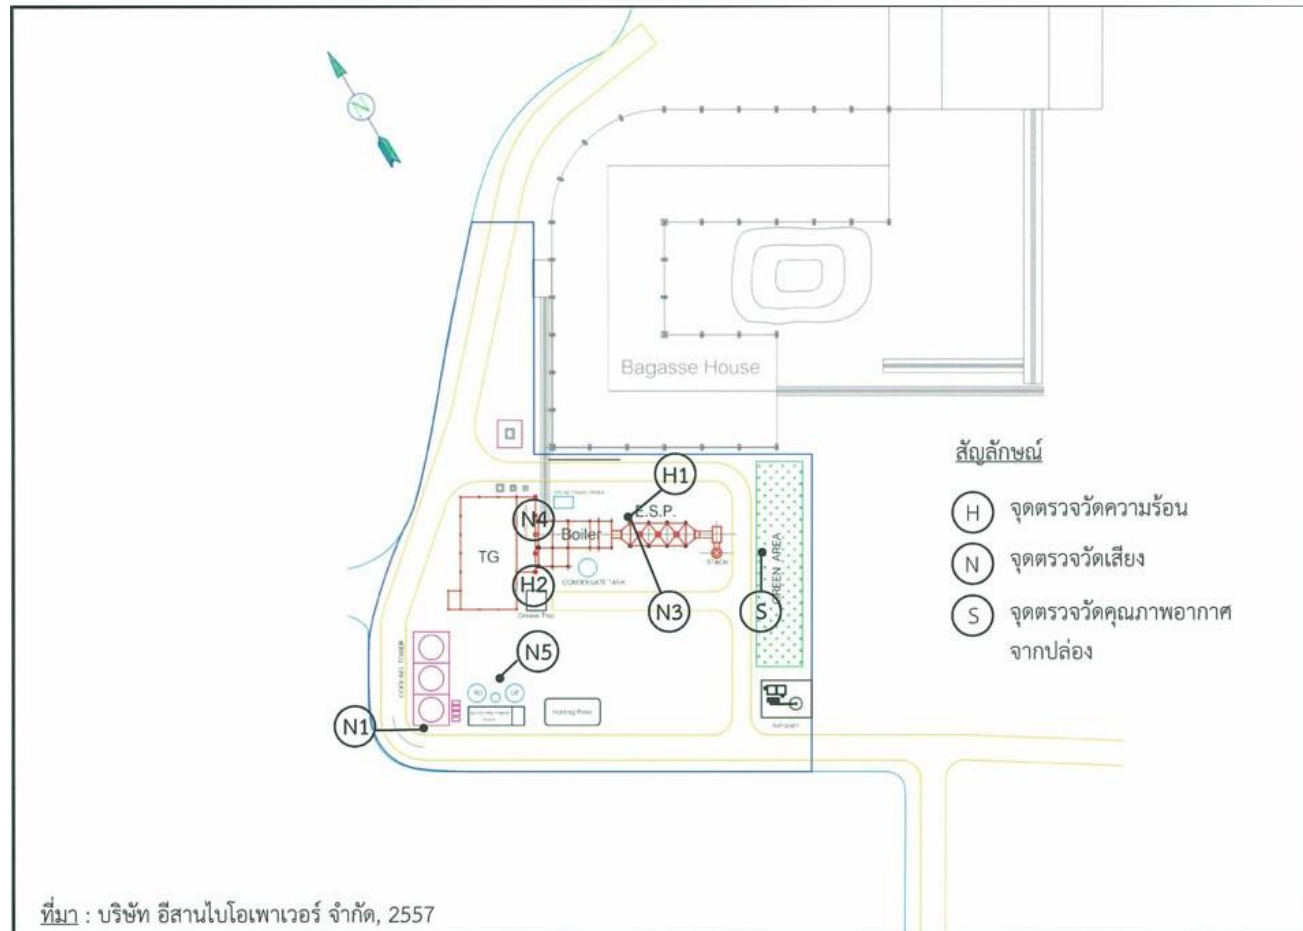 N
Bagasse House
สัญลักษณ์
H จุดตรวจวัดความร้อน
N จุดตรวจวัดเสียง
S จุดตรวจวัดคุณภาพอากาศ
จากปล่อง
H1
E.S.P.
N4
Boiler
TG
STACK
GREEN AREA
H2
CONDENSATE TANK
N3
S
Grease Trap
N5
COOLING TOWER
RO
UF
Holding Pond
N1
ที่มา : บริษัท อีสานไบโอเพาเวอร์ จำกัด, 2557